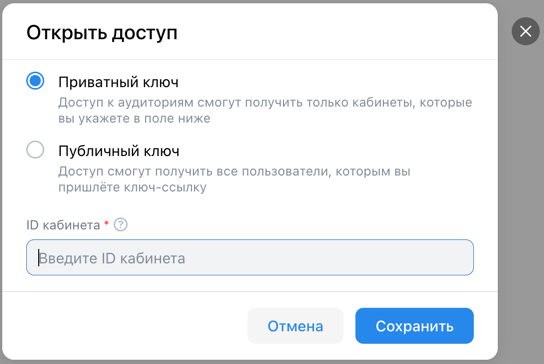 Открыть доступ
Приватный ключ
Доступ к аудиториям смогут получить только кабинеты, которые
вы укажете в поле ниже
Публичный ключ
Доступ смогут получить все пользователи, которым вы
пришлёте ключ-ссылку
ID кабинета * ?
Введите ID кабинета
Отмена Сохранить